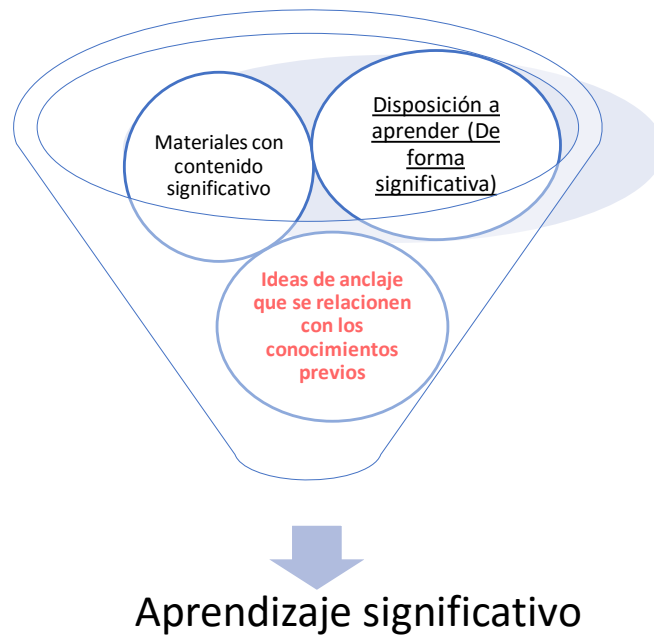 Materiales con
contenido
significativo
Disposición a
aprender (De
forma
significativa)
Ideas de anclaje
que se relacionen
con los
conocimientos
previos
Aprendizaje significativo